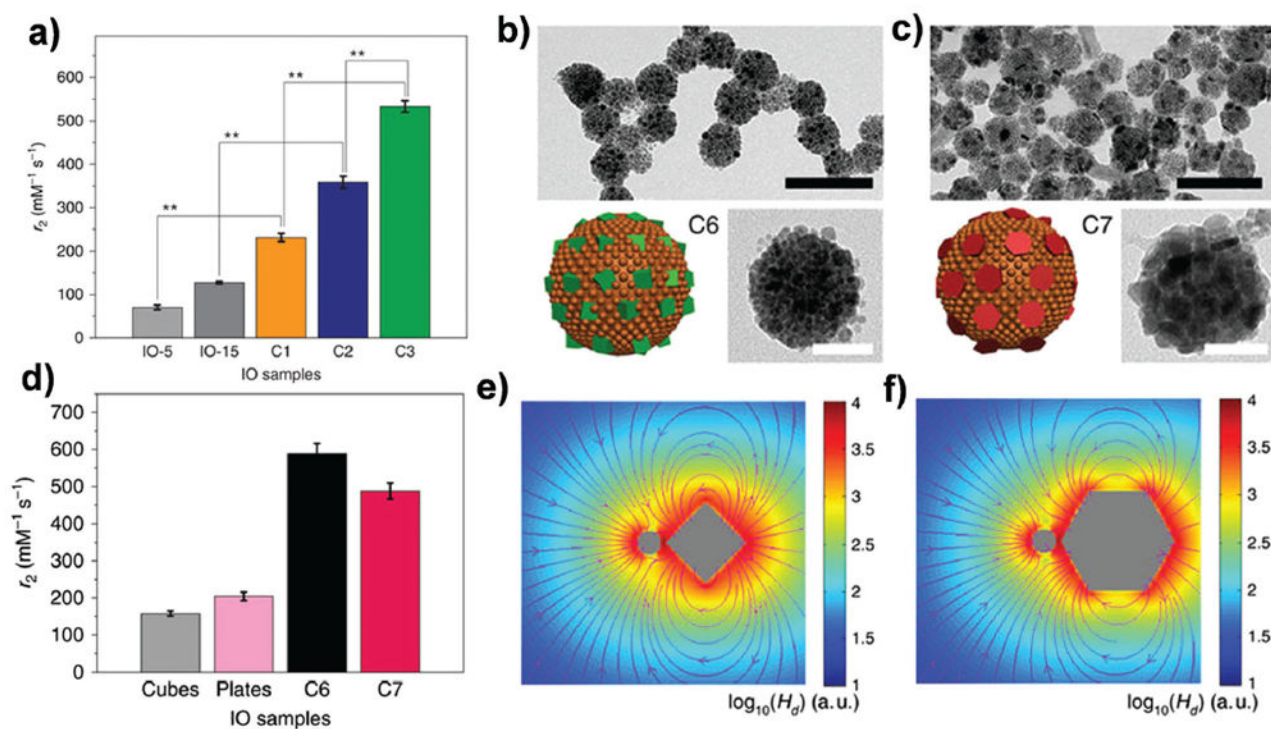 a)
r₂ (mM⁻¹ s⁻¹)
600
500
400
300
200
100
0
**
**
**
**
IO-5 IO-15 C1 C2 C3
IO samples
b)
C6
c)
C7
d)
r₂ (mM⁻¹ s⁻¹)
700
600
500
400
300
200
100
0
Cubes Plates C6 C7
IO samples
e)
4
3.5
3
2.5
2
1.5
1
log₁₀(H_d) (a.u.)
f)
4
3.5
3
2.5
2
1.5
1
log₁₀(H_d) (a.u.)